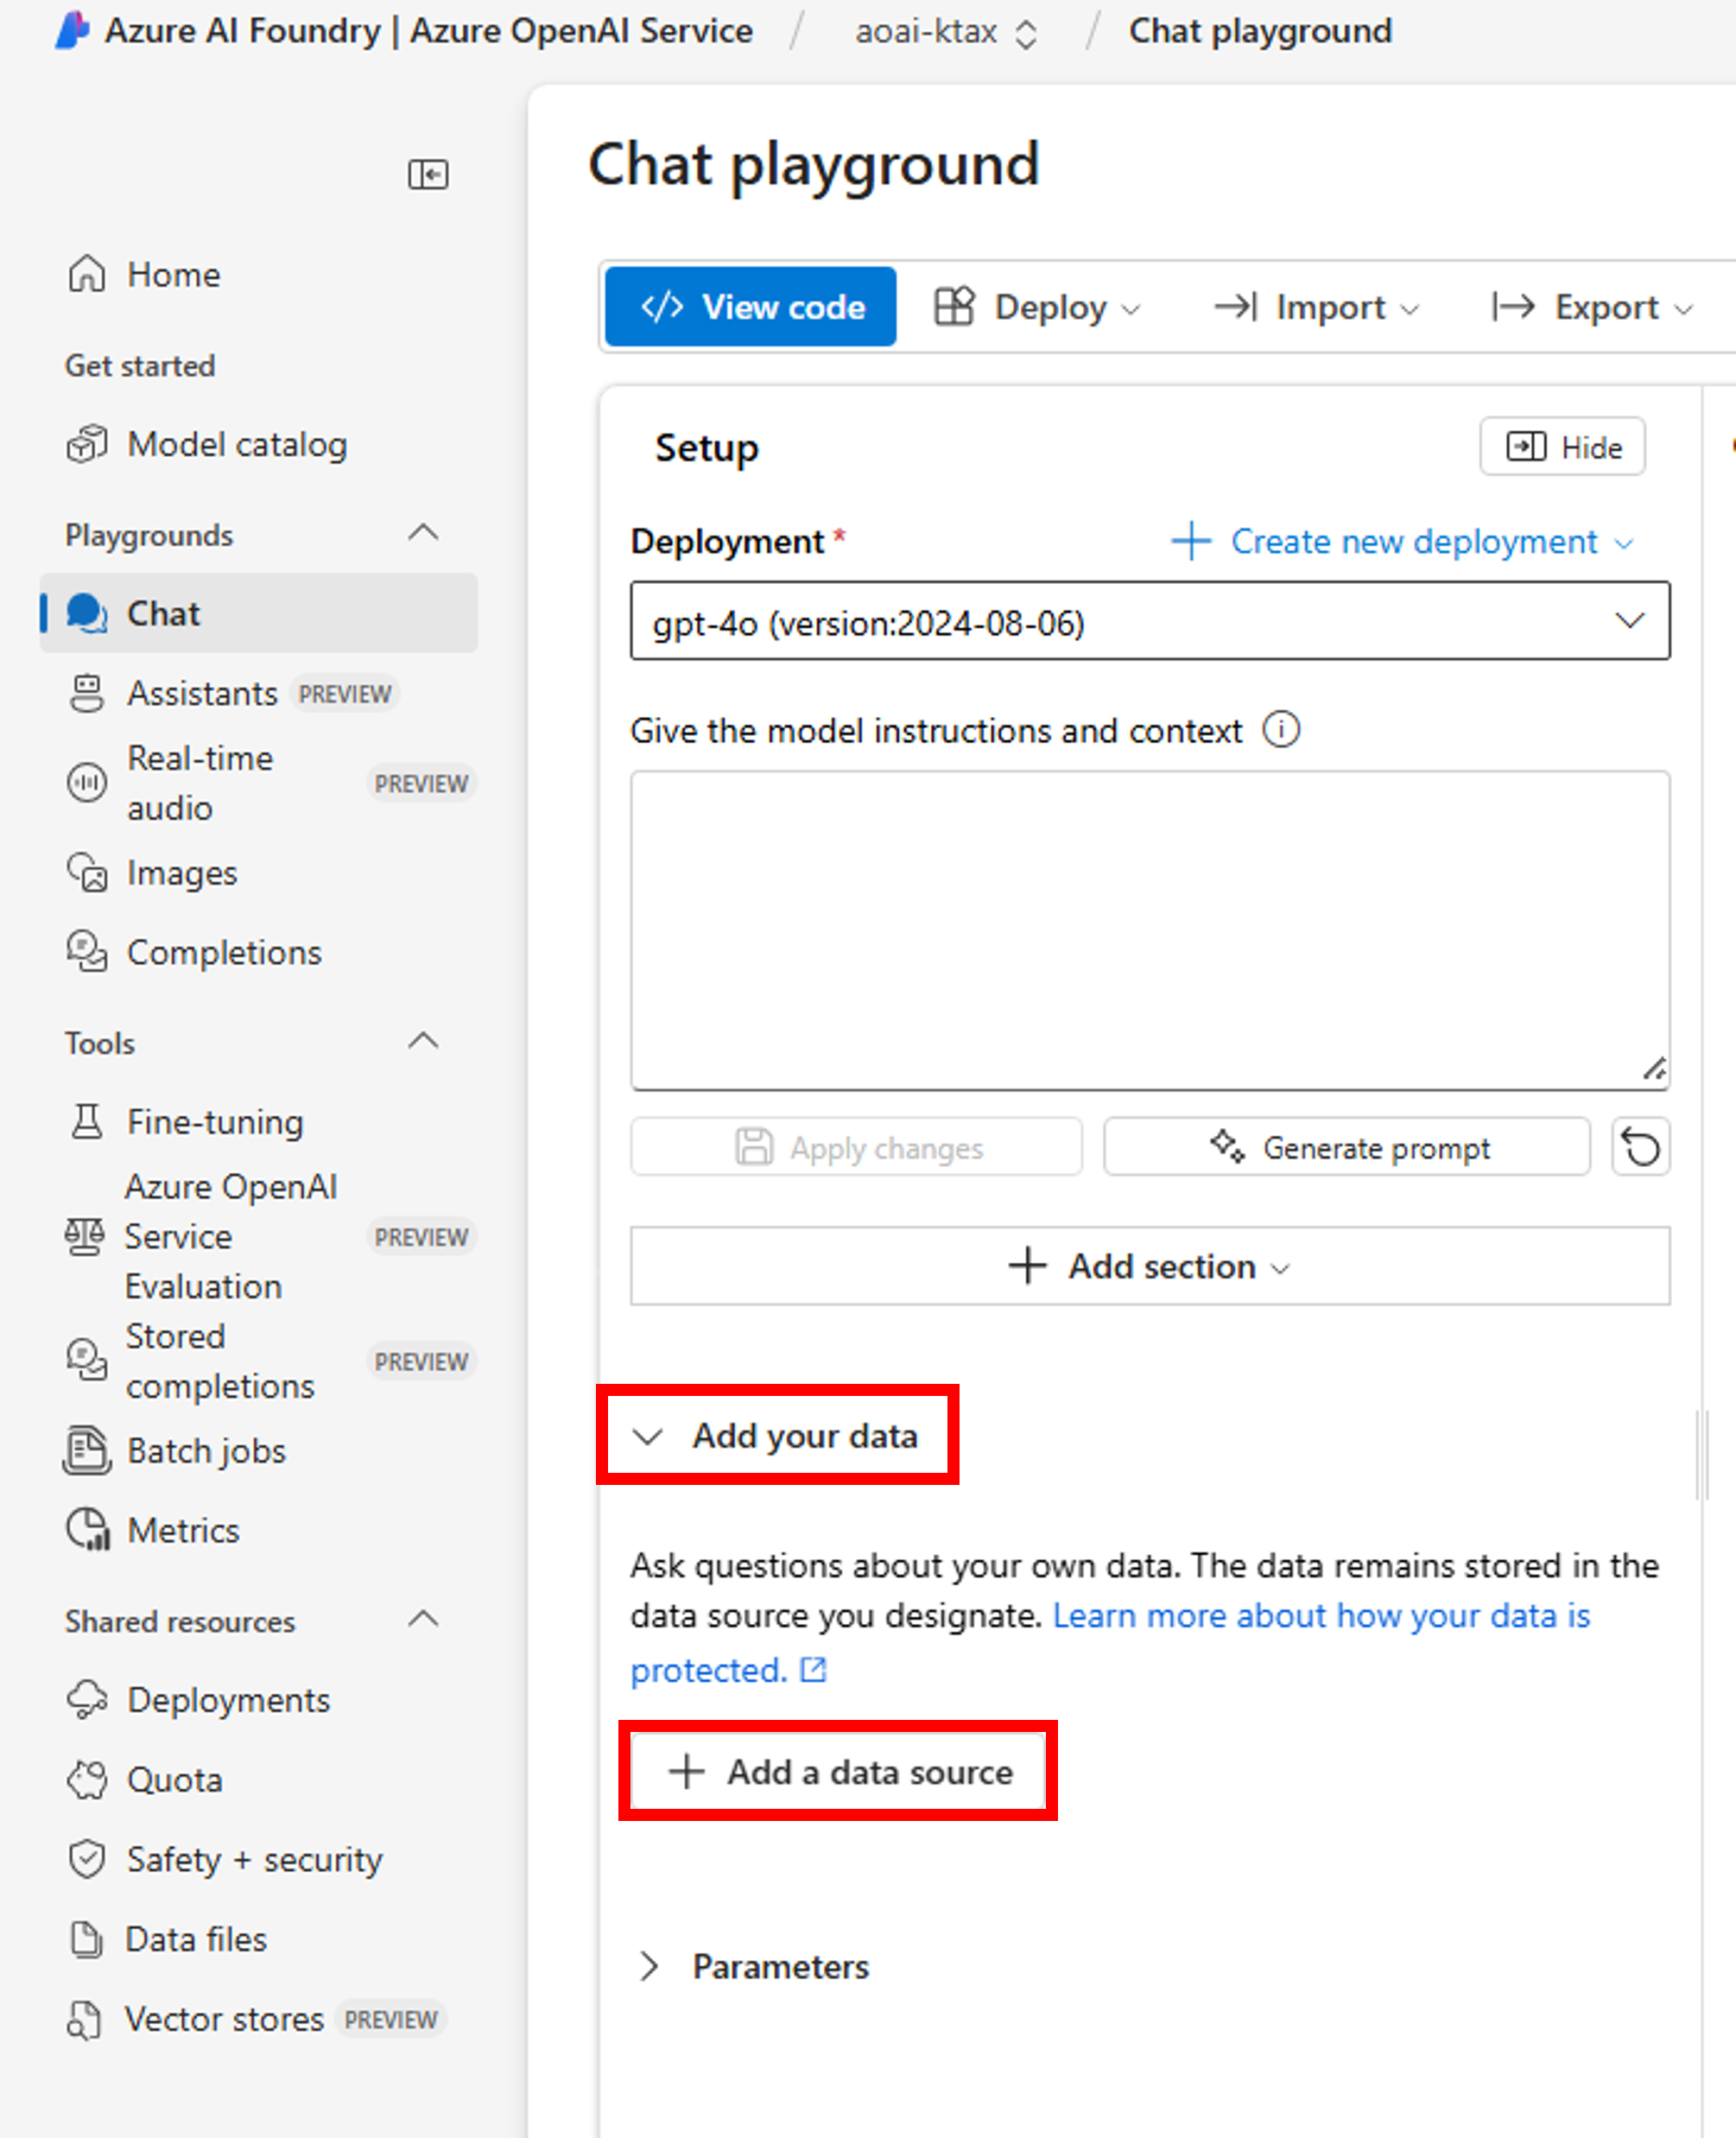 Azure AI Foundry | Azure OpenAI Service / aoai-ktax / Chat playground
Home
Get started
Model catalog
Playgrounds
Chat
Assistants PREVIEW
Real-time
audio
PREVIEW
Images
Completions
Tools
Fine-tuning
Azure OpenAI
Service
Evaluation
PREVIEW
Stored
completions
PREVIEW
Batch jobs
Metrics
Shared resources
Deployments
Quota
Safety + security
Data files
Vector stores PREVIEW
Chat playground
View code Deploy Import Export
Setup
Hide
Deployment *
Create new deployment
gpt-4o (version:2024-08-06)
Give the model instructions and context
Apply changes
Generate prompt
Add section
Add your data
Ask questions about your own data. The data remains stored in the
data source you designate. Learn more about how your data is
protected.
Add a data source
Parameters